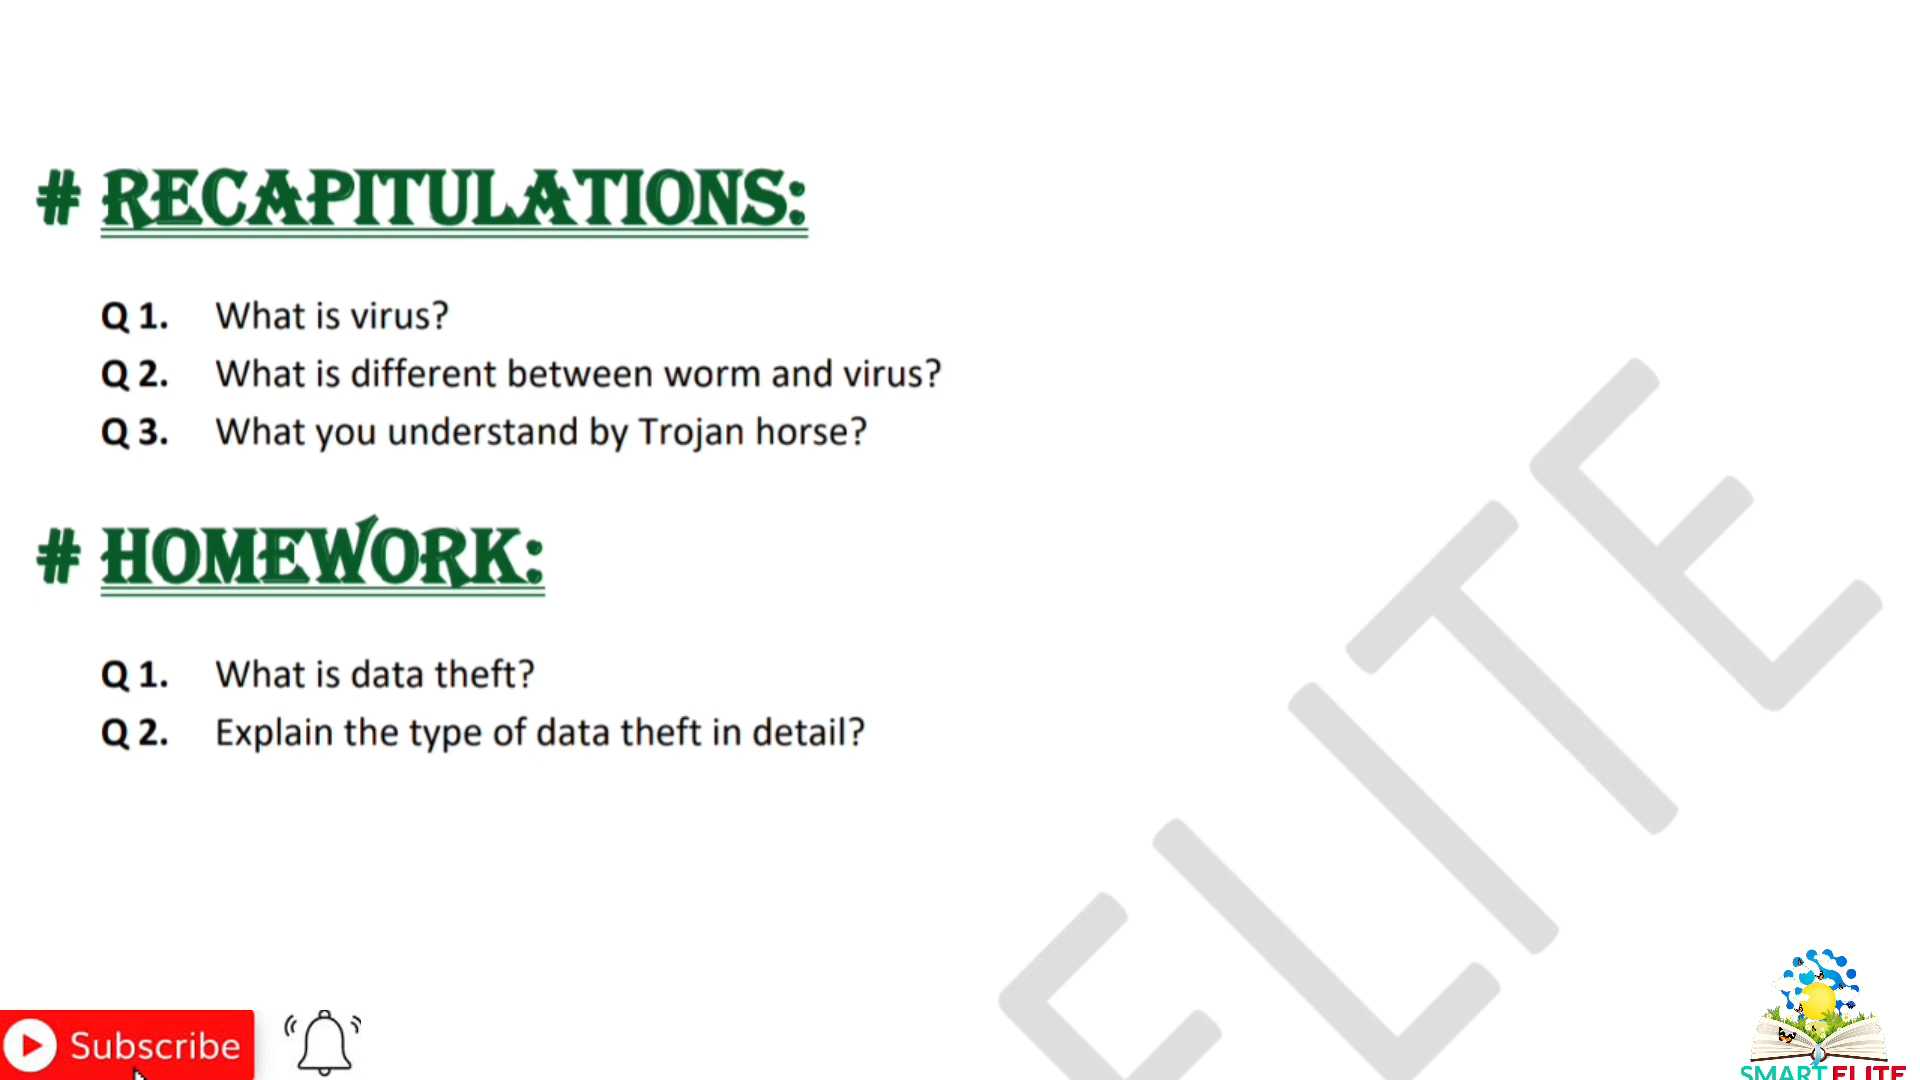 # RECAPITULATIONS:
Q 1. What is virus?
Q 2. What is different between worm and virus?
Q 3. What you understand by Trojan horse?
# HOMEWORK:
Q 1. What is data theft?
Q 2. Explain the type of data theft in detail?
ELITE
Subscribe
SMART ELITE